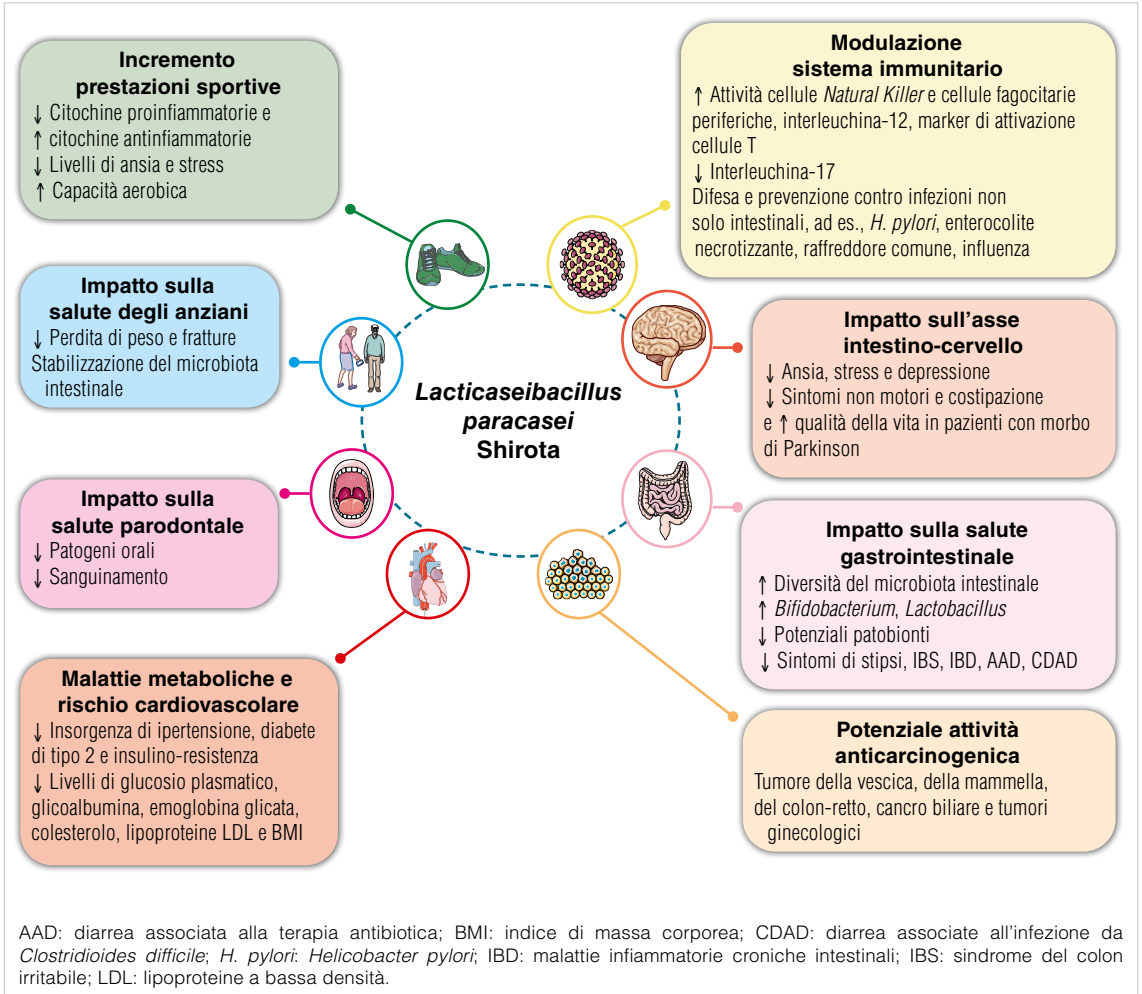 Incremento
prestazioni sportive
↓ Citochine proinfiammatorie e
↑ citochine antinfiammatorie
↓ Livelli di ansia e stress
↑ Capacità aerobica
Modulazione
sistema immunitario
↑ Attività cellule Natural Killer e cellule fagocitarie
periferiche, interleuchina-12, marker di attivazione
cellule T
↓ Interleuchina-17
Difesa e prevenzione contro infezioni non
solo intestinali, ad es., H. pylori, enterocolite
necrotizzante, raffreddore comune, influenza
Impatto sulla
salute degli anziani
↓ Perdita di peso e fratture
Stabilizzazione del microbiota
intestinale
Impatto sull'asse
intestino-cervello
↓ Ansia, stress e depressione
↓ Sintomi non motori e costipazione
e ↑ qualità della vita in pazienti con morbo
di Parkinson
Lacticaseibacillus
paracasei
Shirota
Impatto sulla
salute parodontale
↓ Patogeni orali
↓ Sanguinamento
Impatto sulla salute
gastrointestinale
↑ Diversità del microbiota intestinale
↑ Bifidobacterium, Lactobacillus
↓ Potenziali patobionti
↓ Sintomi di stipsi, IBS, IBD, AAD, CDAD
Malattie metaboliche e
rischio cardiovascolare
↓ Insorgenza di ipertensione, diabete
di tipo 2 e insulino-resistenza
↓ Livelli di glucosio plasmatico,
glicoalbumina, emoglobina glicata,
colesterolo, lipoproteine LDL e BMI
Potenziale attività
anticarcinogenica
Tumore della vescica, della mammella,
del colon-retto, cancro biliare e tumori
ginecologici
AAD: diarrea associata alla terapia antibiotica; BMI: indice di massa corporea; CDAD: diarrea associate all'infezione da
Clostridioides difficile; H. pylori: Helicobacter pylori; IBD: malattie infiammatorie croniche intestinali; IBS: sindrome del colon
irritabile; LDL: lipoproteine a bassa densità.